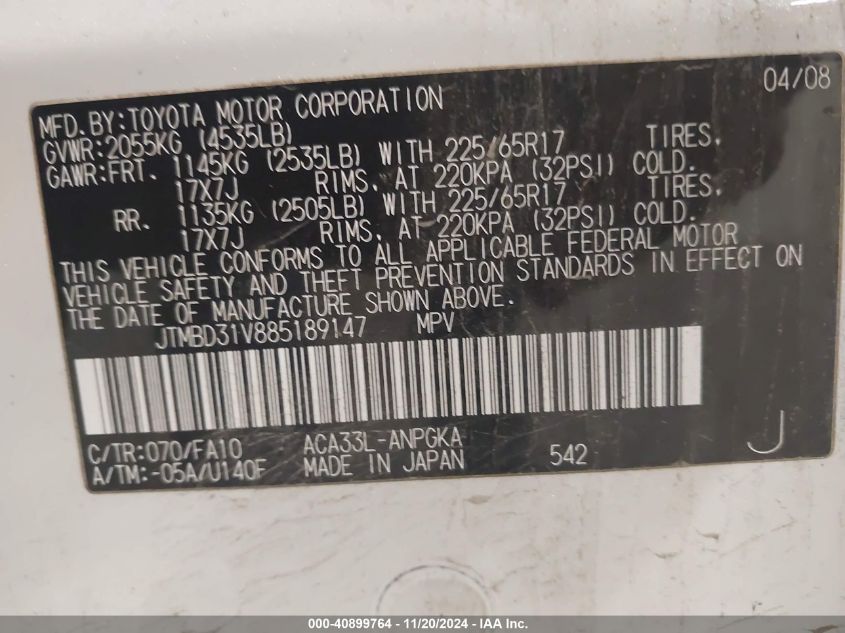 04/08
MFD.BY:TOYOTA MOTOR CORPORATION
GVWR:2055KG (4535LB)
GAWR:FRT. 1145KG (2535LB) WITH 225/65R17 TIRES,
17X7J RIMS, AT 220KPA (32PSI) COLD.
RR. 1135KG (2505LB) WITH 225/65R17 TIRES,
17X7J RIMS, AT 220KPA (32PSI) COLD.
THIS VEHICLE CONFORMS TO ALL APPLICABLE FEDERAL MOTOR
VEHICLE SAFETY AND THEFT PREVENTION STANDARDS IN EFFECT ON
THE DATE OF MANUFACTURE SHOWN ABOVE.
JTMBD31V885189147 MPV
C/TR:070/FA10 ACA33L-ANPGKA
A/TM:-05A/U140F MADE IN JAPAN 542 J
000-40899764 - 11/20/2024 - IAA Inc.